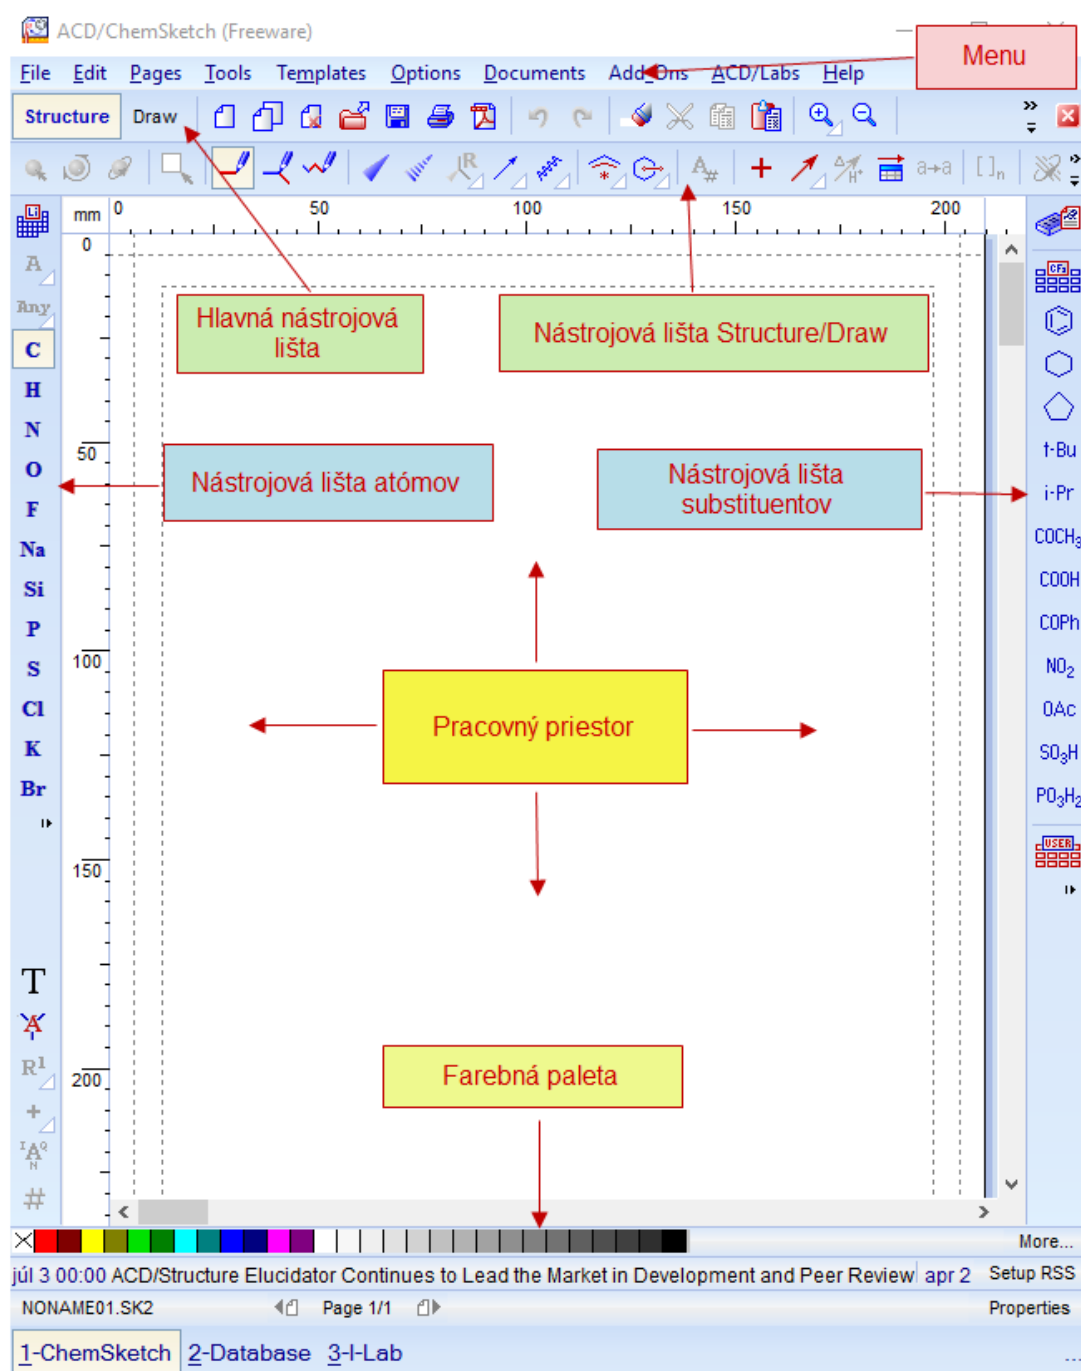 ACD/ChemSketch (Freeware)
Menu
File Edit Pages Tools Templates Options Documents Add-Ons ACD/Labs Help
Structure Draw
R
A#
H+
a→a
[ ]n
Li
mm 0 50 100 150 200
0
A
CF3
Any
Hlavná nástrojová
lišta
Nástrojová lišta Structure/Draw
C
H
N
50
t-Bu
O
Nástrojová lišta atómov
Nástrojová lišta
substituentov
i-Pr
F
Na
COCH3
Si
COOH
P
COPh
S
100
NO2
Cl
OAc
K
Pracovný priestor
SO3H
Br
PO3H2
USER
150
T
A
R1
200
Farebná paleta
+
I A Q
N
#
More...
júl 3 00:00 ACD/Structure Elucidator Continues to Lead the Market in Development and Peer Review apr 2 Setup RSS
NONAME01.SK2 Page 1/1 Properties
1-ChemSketch 2-Database 3-I-Lab ...